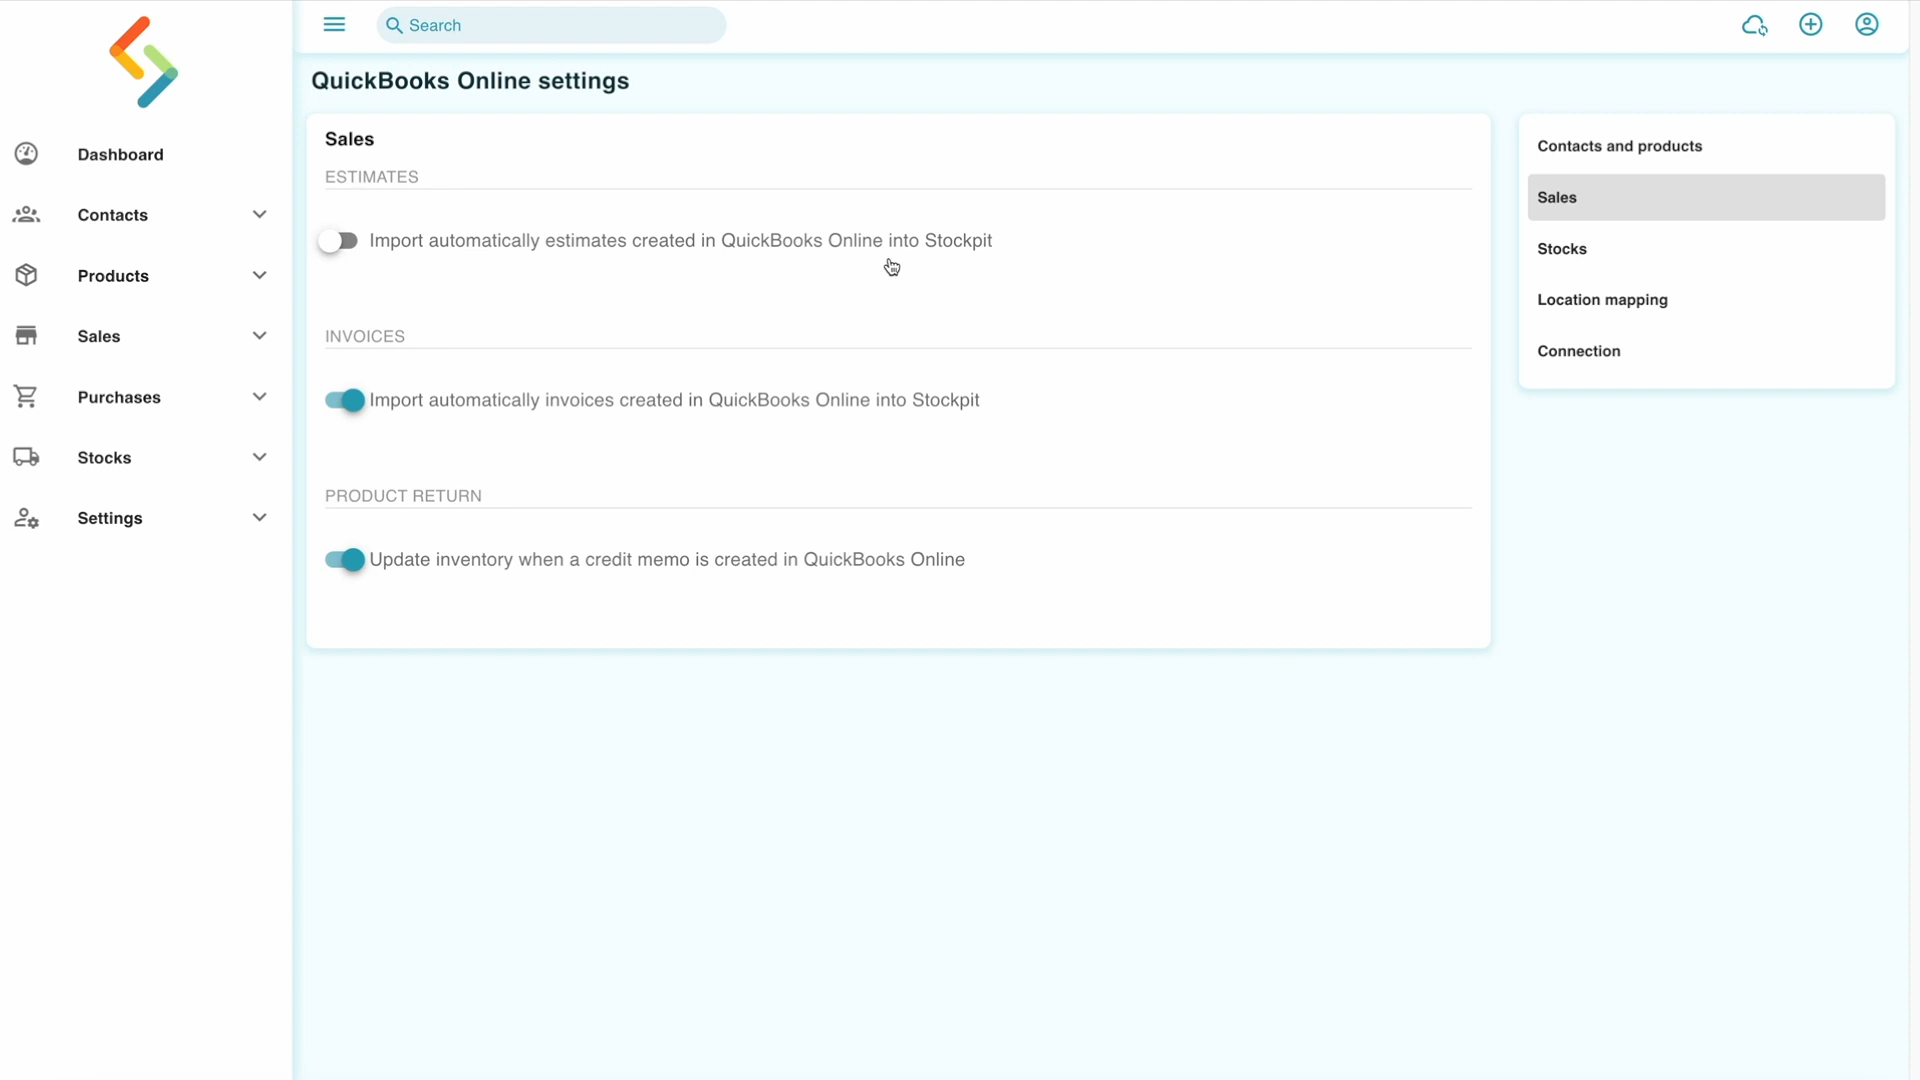 Search
QuickBooks Online settings
Dashboard
Contacts
Products
Sales
Purchases
Stocks
Settings
Sales
ESTIMATES
Import automatically estimates created in QuickBooks Online into Stockpit
INVOICES
Import automatically invoices created in QuickBooks Online into Stockpit
PRODUCT RETURN
Update inventory when a credit memo is created in QuickBooks Online
Contacts and products
Sales
Stocks
Location mapping
Connection